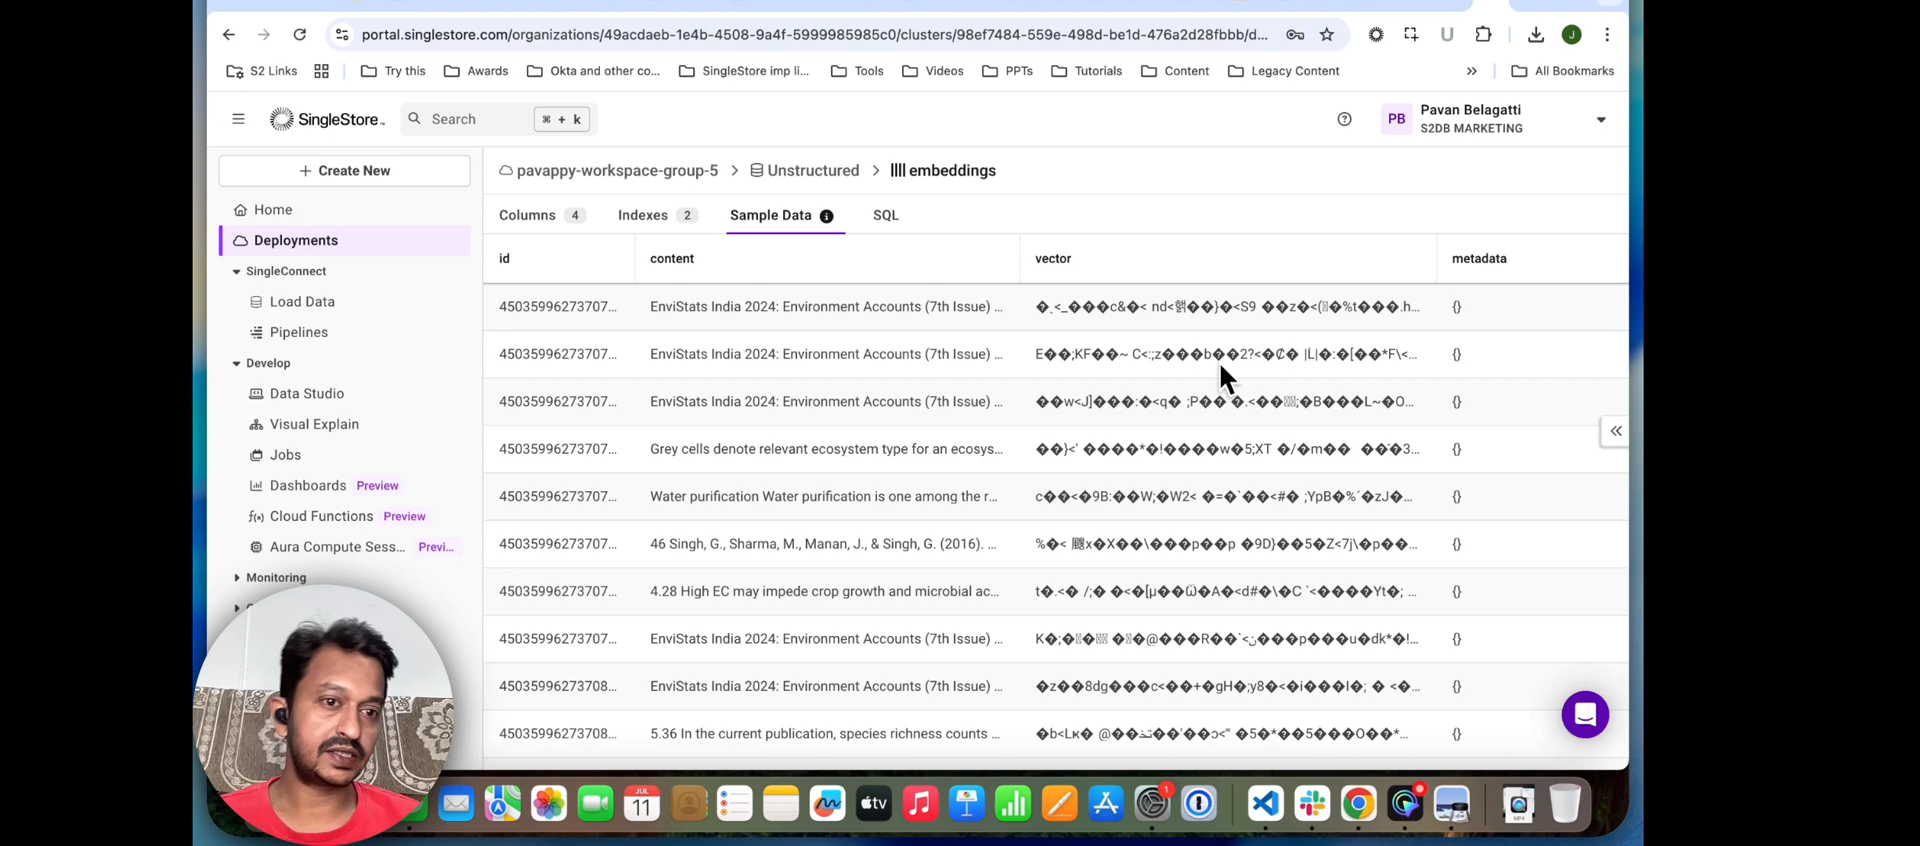 portal.singlestore.com/organizations/49acdaeb-1e4b-4508-9a4f-5999985985c0/clusters/98ef7484-559e-498d-be1d-476a2d28fbbb/d...
J
S2 Links
Try this
Awards
Okta and other co...
SingleStore imp li...
Tools
Videos
PPTs
Tutorials
Content
Legacy Content
»
All Bookmarks
SingleStore
Search
⌘ + k
PB
Pavan Belagatti
S2DB MARKETING
+ Create New
pavappy-workspace-group-5 > Unstructured > embeddings
Home
Deployments
SingleConnect
Load Data
Pipelines
Develop
Data Studio
Visual Explain
Jobs
Dashboards Preview
Cloud Functions Preview
Aura Compute Sess... Previ...
Monitoring
Columns 4 Indexes 2 Sample Data SQL
id content vector metadata
45035996273707... EnviStats India 2024: Environment Accounts (7th Issue) ... {}
45035996273707... EnviStats India 2024: Environment Accounts (7th Issue) ... {}
45035996273707... EnviStats India 2024: Environment Accounts (7th Issue) ... {}
45035996273707... Grey cells denote relevant ecosystem type for an ecosys... {}
45035996273707... Water purification Water purification is one among the r... {}
45035996273707... 46 Singh, G., Sharma, M., Manan, J., & Singh, G. (2016). ... {}
45035996273707... 4.28 High EC may impede crop growth and microbial ac... {}
45035996273707... EnviStats India 2024: Environment Accounts (7th Issue) ... {}
45035996273708... EnviStats India 2024: Environment Accounts (7th Issue) ... {}
45035996273708... 5.36 In the current publication, species richness counts ... {}
JUL
11
tv
1
MP4